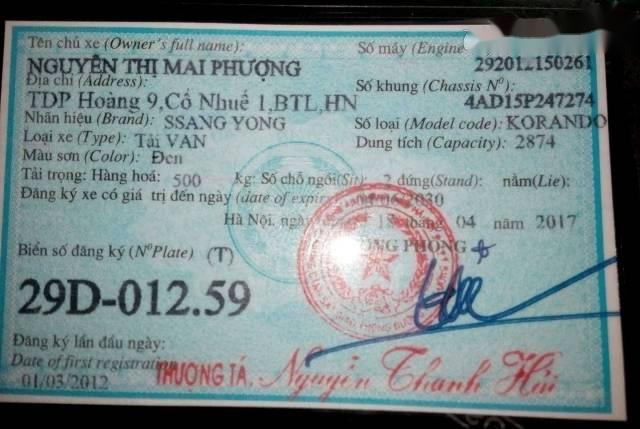 Tên chủ xe (Owner's full name):
NGUYỄN THỊ MAI PHƯỢNG
Số máy (Engine
292012150261
Địa chỉ (Address):
TDP Hoàng 9,Cổ Nhuế 1,BTL,HN
Số khung (Chassis Nº):
4AD15P247274
Nhãn hiệu (Brand): SSANG YONG
Số loại (Model code): KORANDO
Loại xe (Type): Tải VAN
Dung tích (Capacity): 2874
Màu sơn (Color): Đen
Tải trọng: Hàng hoá: 500 kg: Số chỗ ngồi(Sit): 2 đứng(Stand): nằm(Lie):
Đăng ký xe có giá trị đến ngày (date of expir 2030
Hà Nội, ngày 18 04 năm 2017
ÒNG PHÒNG
Biển số đăng ký (NºPlate) (T)
29D-012.59
Đăng ký lần đầu ngày:
Date of first registration
01/03/2012
THƯỢNG TÁ, Nguyễn Thanh Hải